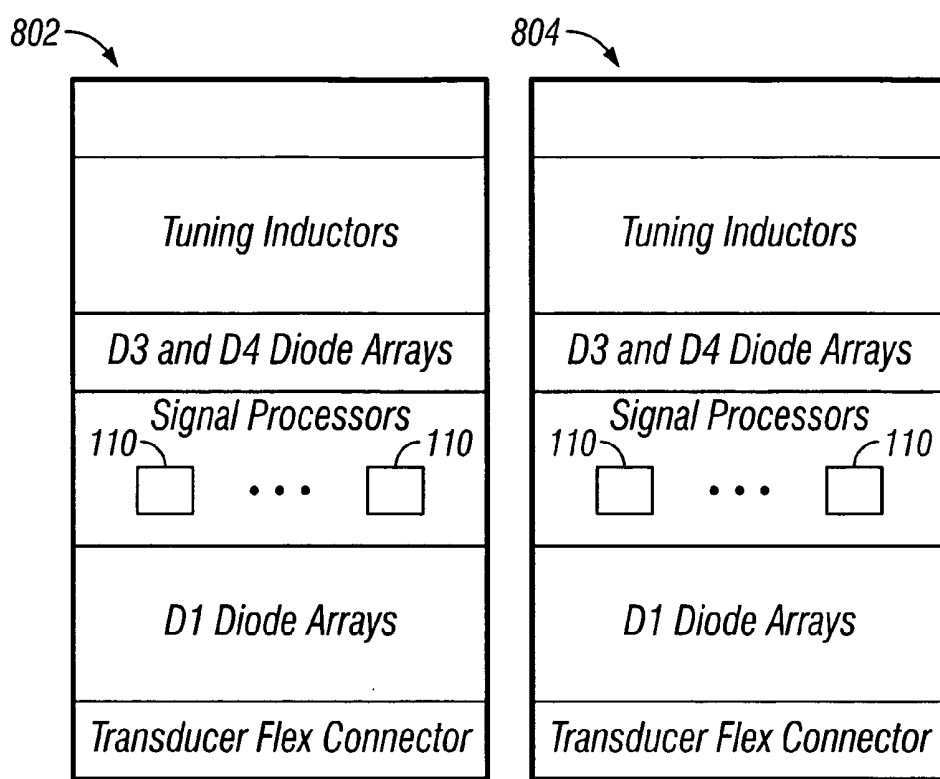 802
Tuning Inductors
D3 and D4 Diode Arrays
Signal Processors
110 110
• • •
D1 Diode Arrays
Transducer Flex Connector
804
Tuning Inductors
D3 and D4 Diode Arrays
Signal Processors
110 110
• • •
D1 Diode Arrays
Transducer Flex Connector